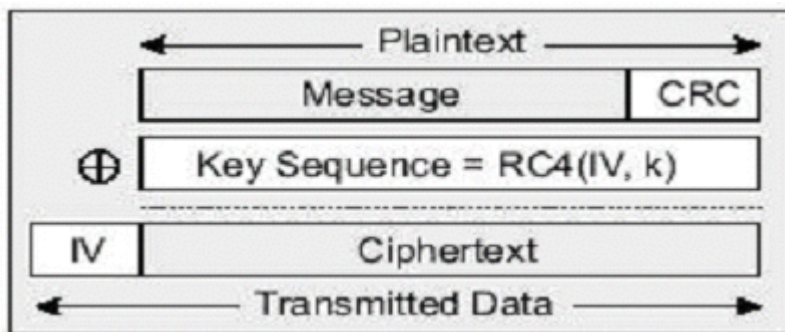 Plaintext
Message CRC
⊕ Key Sequence = RC4(IV, k)
IV Ciphertext
Transmitted Data